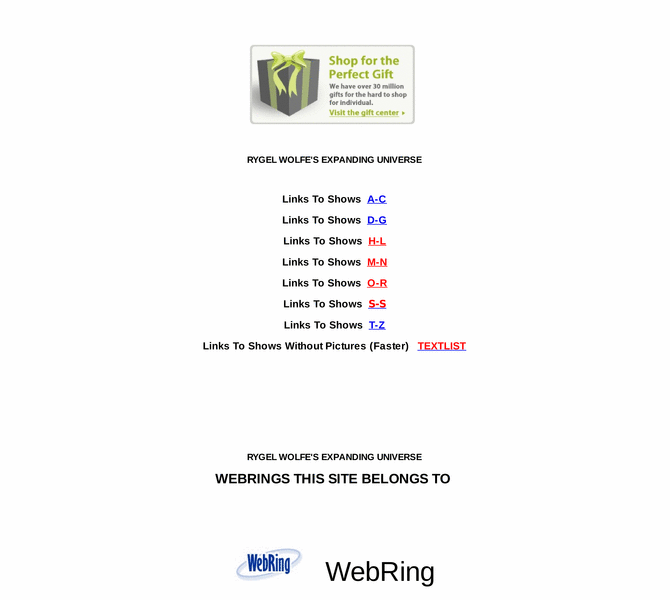 Shop for the
Perfect Gift
We have over 30 million
gifts for the hard to shop
for individual.
Visit the gift center
RYGEL WOLFE'S EXPANDING UNIVERSE
Links To Shows A-C
Links To Shows D-G
Links To Shows H-L
Links To Shows M-N
Links To Shows O-R
Links To Shows S-S
Links To Shows T-Z
Links To Shows Without Pictures (Faster) TEXTLIST
RYGEL WOLFE'S EXPANDING UNIVERSE
WEBRINGS THIS SITE BELONGS TO
WebRing WebRing